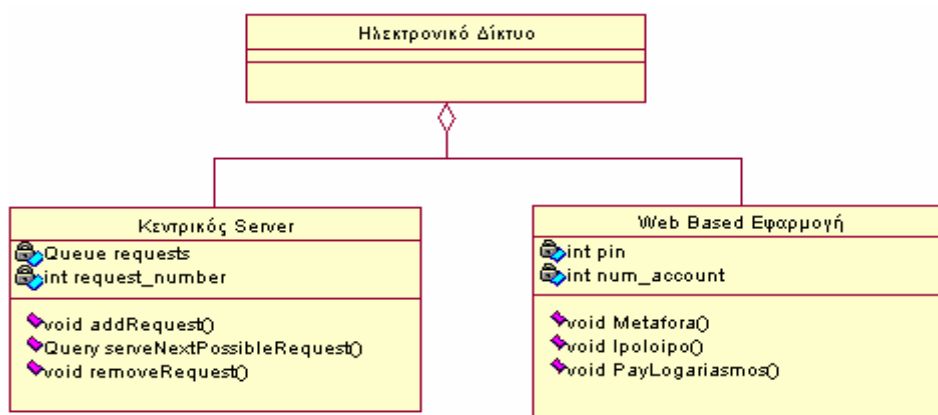 Ηλεκτρονικό Δίκτυο
Κεντρικός Server
Queue requests
int request_number
void addRequest()
Query serveNextPossibleRequest()
void removeRequest()
Web Based Εφαρμογή
int pin
int num_account
void Metafora()
void Ipoloipo()
void PayLogariasmos()